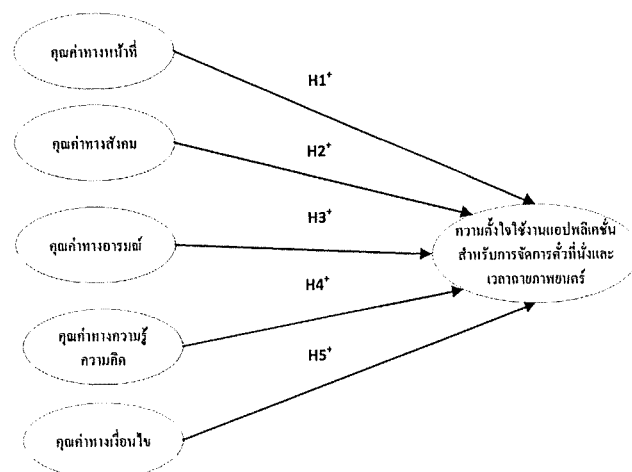 คุณค่าทางหน้าที่
H1⁺
คุณค่าทางสังคม
H2⁺
H3⁺
คุณค่าทางอารมณ์
ความตั้งใจใช้งานแอปพลิเคชั่น
สำหรับการจัดการตั๋วที่นั่งและ
เวลาฉายภาพยนตร์
H4⁺
คุณค่าทางความรู้
ความคิด
H5⁺
คุณค่าทางเงื่อนไข